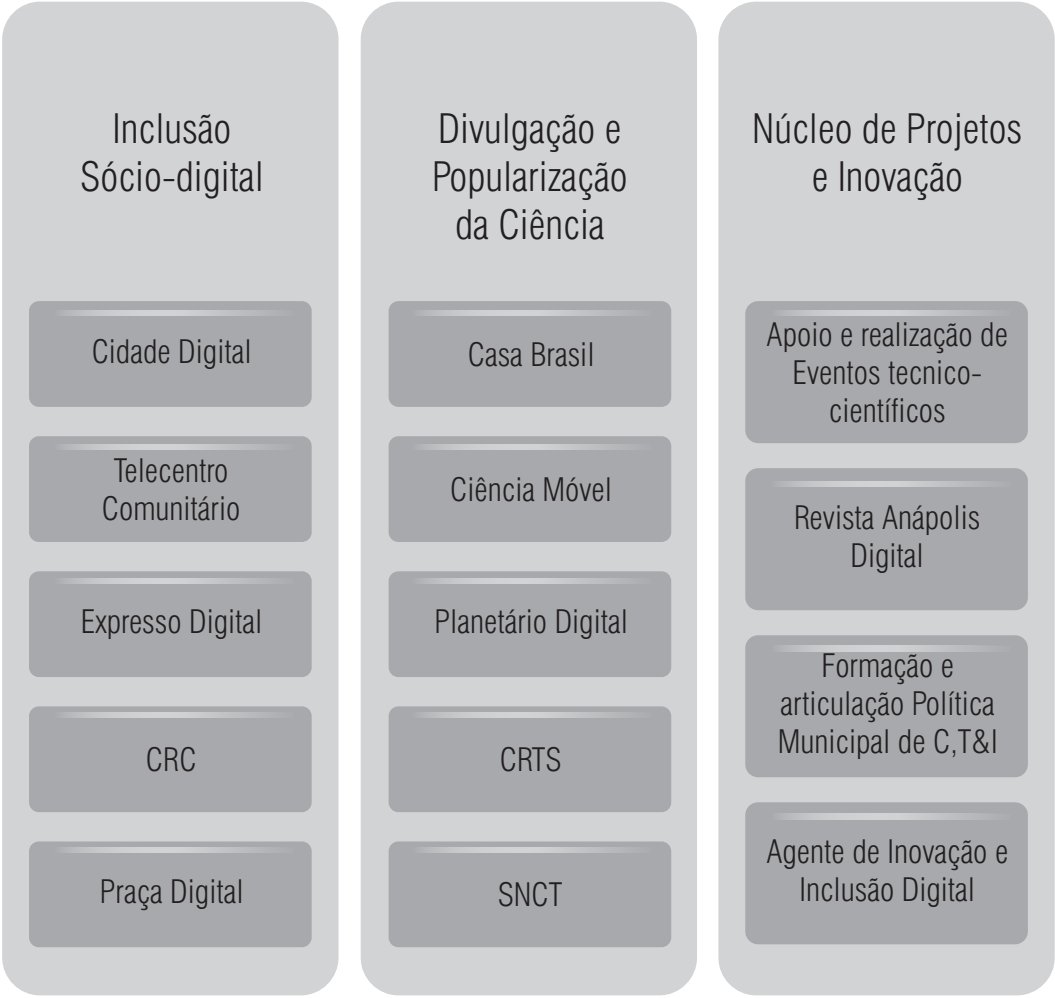 Inclusão
Sócio-digital
Cidade Digital
Telecentro
Comunitário
Expresso Digital
CRC
Praça Digital
Divulgação e
Popularização
da Ciência
Casa Brasil
Ciência Móvel
Planetário Digital
CRTS
SNCT
Núcleo de Projetos
e Inovação
Apoio e realização de
Eventos tecnico-
científicos
Revista Anápolis
Digital
Formação e
articulação Política
Municipal de C,T&I
Agente de Inovação e
Inclusão Digital